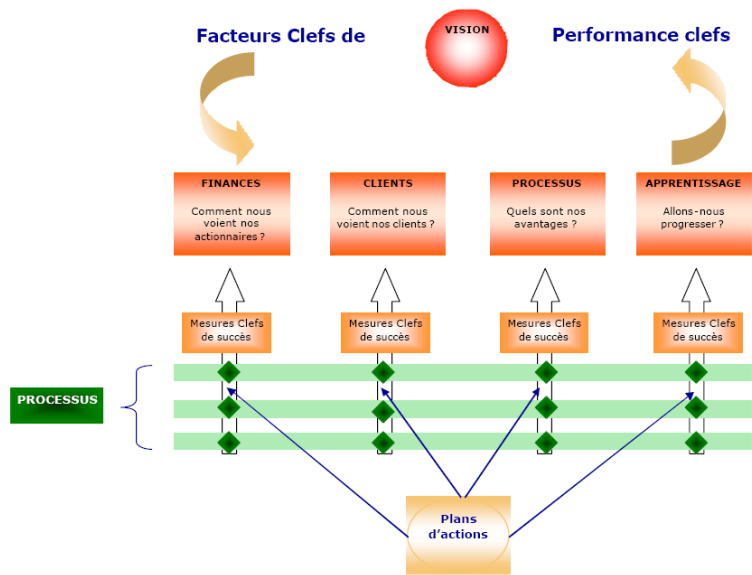 Facteurs Clefs de
VISION
Performance clefs
FINANCES
Comment nous
voient nos
actionnaires ?
CLIENTS
Comment nous
voient nos clients ?
PROCESSUS
Quels sont nos
avantages ?
APPRENTISSAGE
Allons-nous
progresser ?
Mesures Clefs
de succès
Mesures Clefs
de succès
Mesures Clefs
de succès
Mesures Clefs
de succès
PROCESSUS
Plans
d’actions